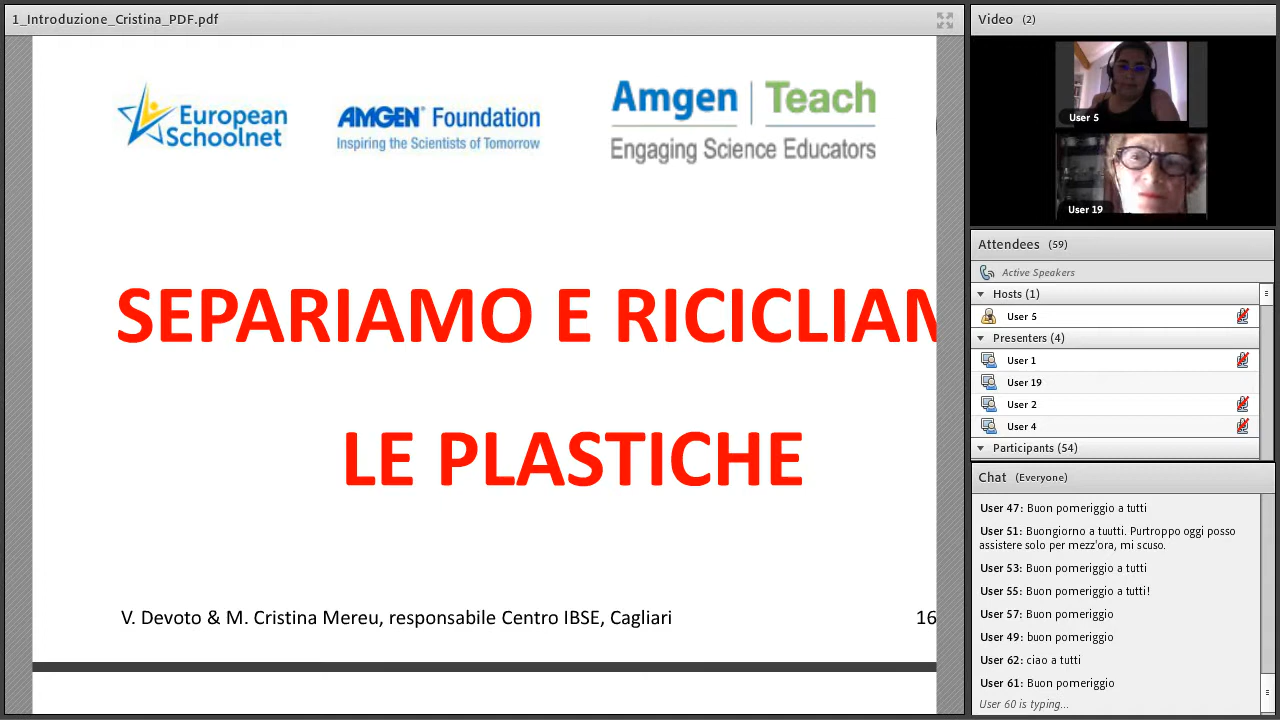 1_Introduzione_Cristina_PDF.pdf
European
Schoolnet
AMGEN® Foundation
Inspiring the Scientists of Tomorrow
Amgen Teach
Engaging Science Educators
SEPARIAMO E RICICLIAM
LE PLASTICHE
V. Devoto & M. Cristina Mereu, responsabile Centro IBSE, Cagliari
16
Video (2)
User 5
User 19
Attendees (59)
Active Speakers
Hosts (1)
User 5
Presenters (4)
User 1
User 19
User 2
User 4
Participants (54)
Chat (Everyone)
User 47: Buon pomeriggio a tutti
User 51: Buongiorno a tuutti. Purtroppo oggi posso
assistere solo per mezz'ora, mi scuso.
User 53: Buon pomeriggio a tutti
User 55: Buon pomeriggio a tutti!
User 57: Buon pomeriggio
User 49: buon pomeriggio
User 62: ciao a tutti
User 61: Buon pomeriggio
User 60 is typing...